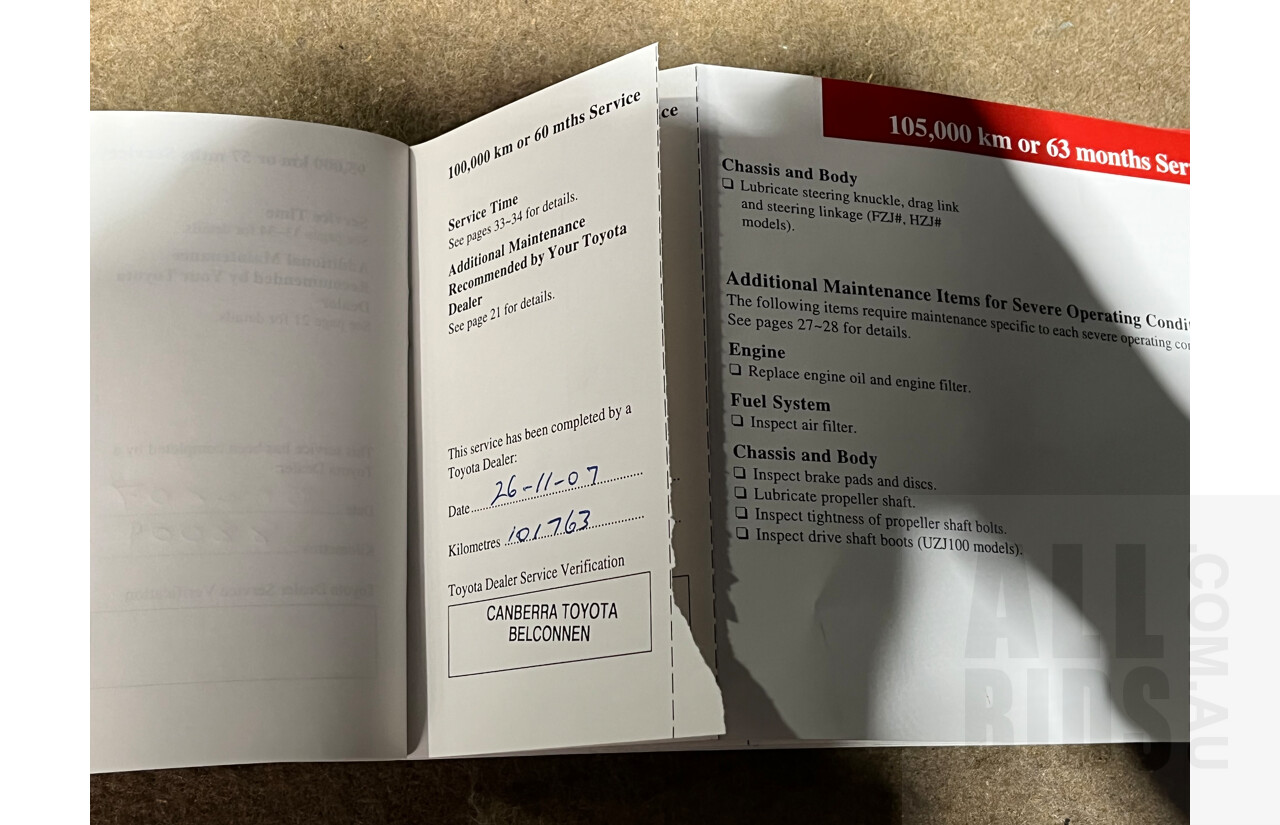 100,000 km or 60 mths Service
Service Time
See pages 33~34 for details.
Additional Maintenance
Recommended by Your Toyota
Dealer
See page 21 for details.
This service has been completed by a
Toyota Dealer:
Date 26-11-07
Kilometres 101763
Toyota Dealer Service Verification
CANBERRA TOYOTA
BELCONNEN
ce
105,000 km or 63 months Ser
Chassis and Body
❑ Lubricate steering knuckle, drag link
and steering linkage (FZJ#, HZJ#
models).
Additional Maintenance Items for Severe Operating Condi
The following items require maintenance specific to each severe operating co
See pages 27~28 for details.
Engine
❑ Replace engine oil and engine filter.
Fuel System
❑ Inspect air filter.
Chassis and Body
❑ Inspect brake pads and discs.
❑ Lubricate propeller shaft.
❑ Inspect tightness of propeller shaft bolts.
❑ Inspect drive shaft boots (UZJ100 models).
ALL
BIDS
.COM.AU